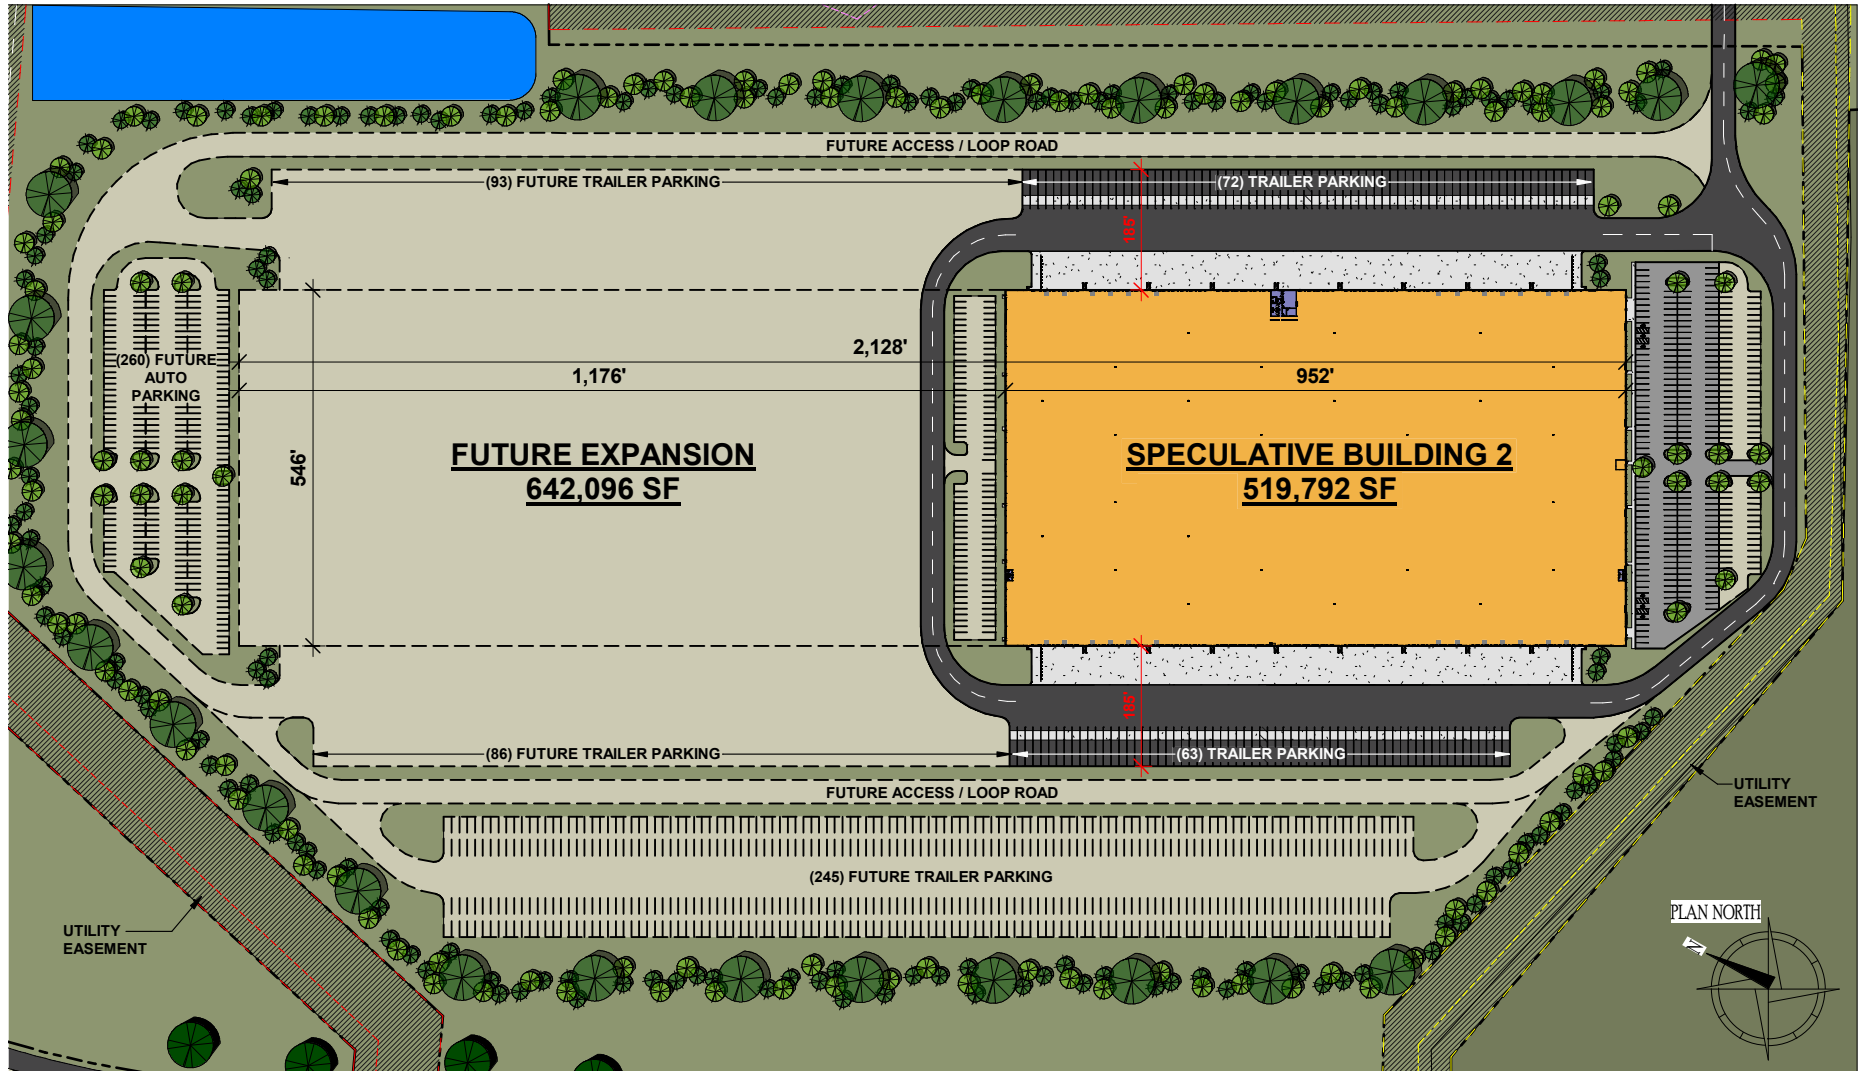 FUTURE ACCESS / LOOP ROAD
(93) FUTURE TRAILER PARKING
(72) TRAILER PARKING
185'
2,128'
(260) FUTURE
AUTO
PARKING
1,176'
952'
546'
FUTURE EXPANSION
642,096 SF
SPECULATIVE BUILDING 2
519,792 SF
185'
(86) FUTURE TRAILER PARKING
(63) TRAILER PARKING
FUTURE ACCESS / LOOP ROAD
UTILITY
EASEMENT
(245) FUTURE TRAILER PARKING
UTILITY
EASEMENT
PLAN NORTH
N